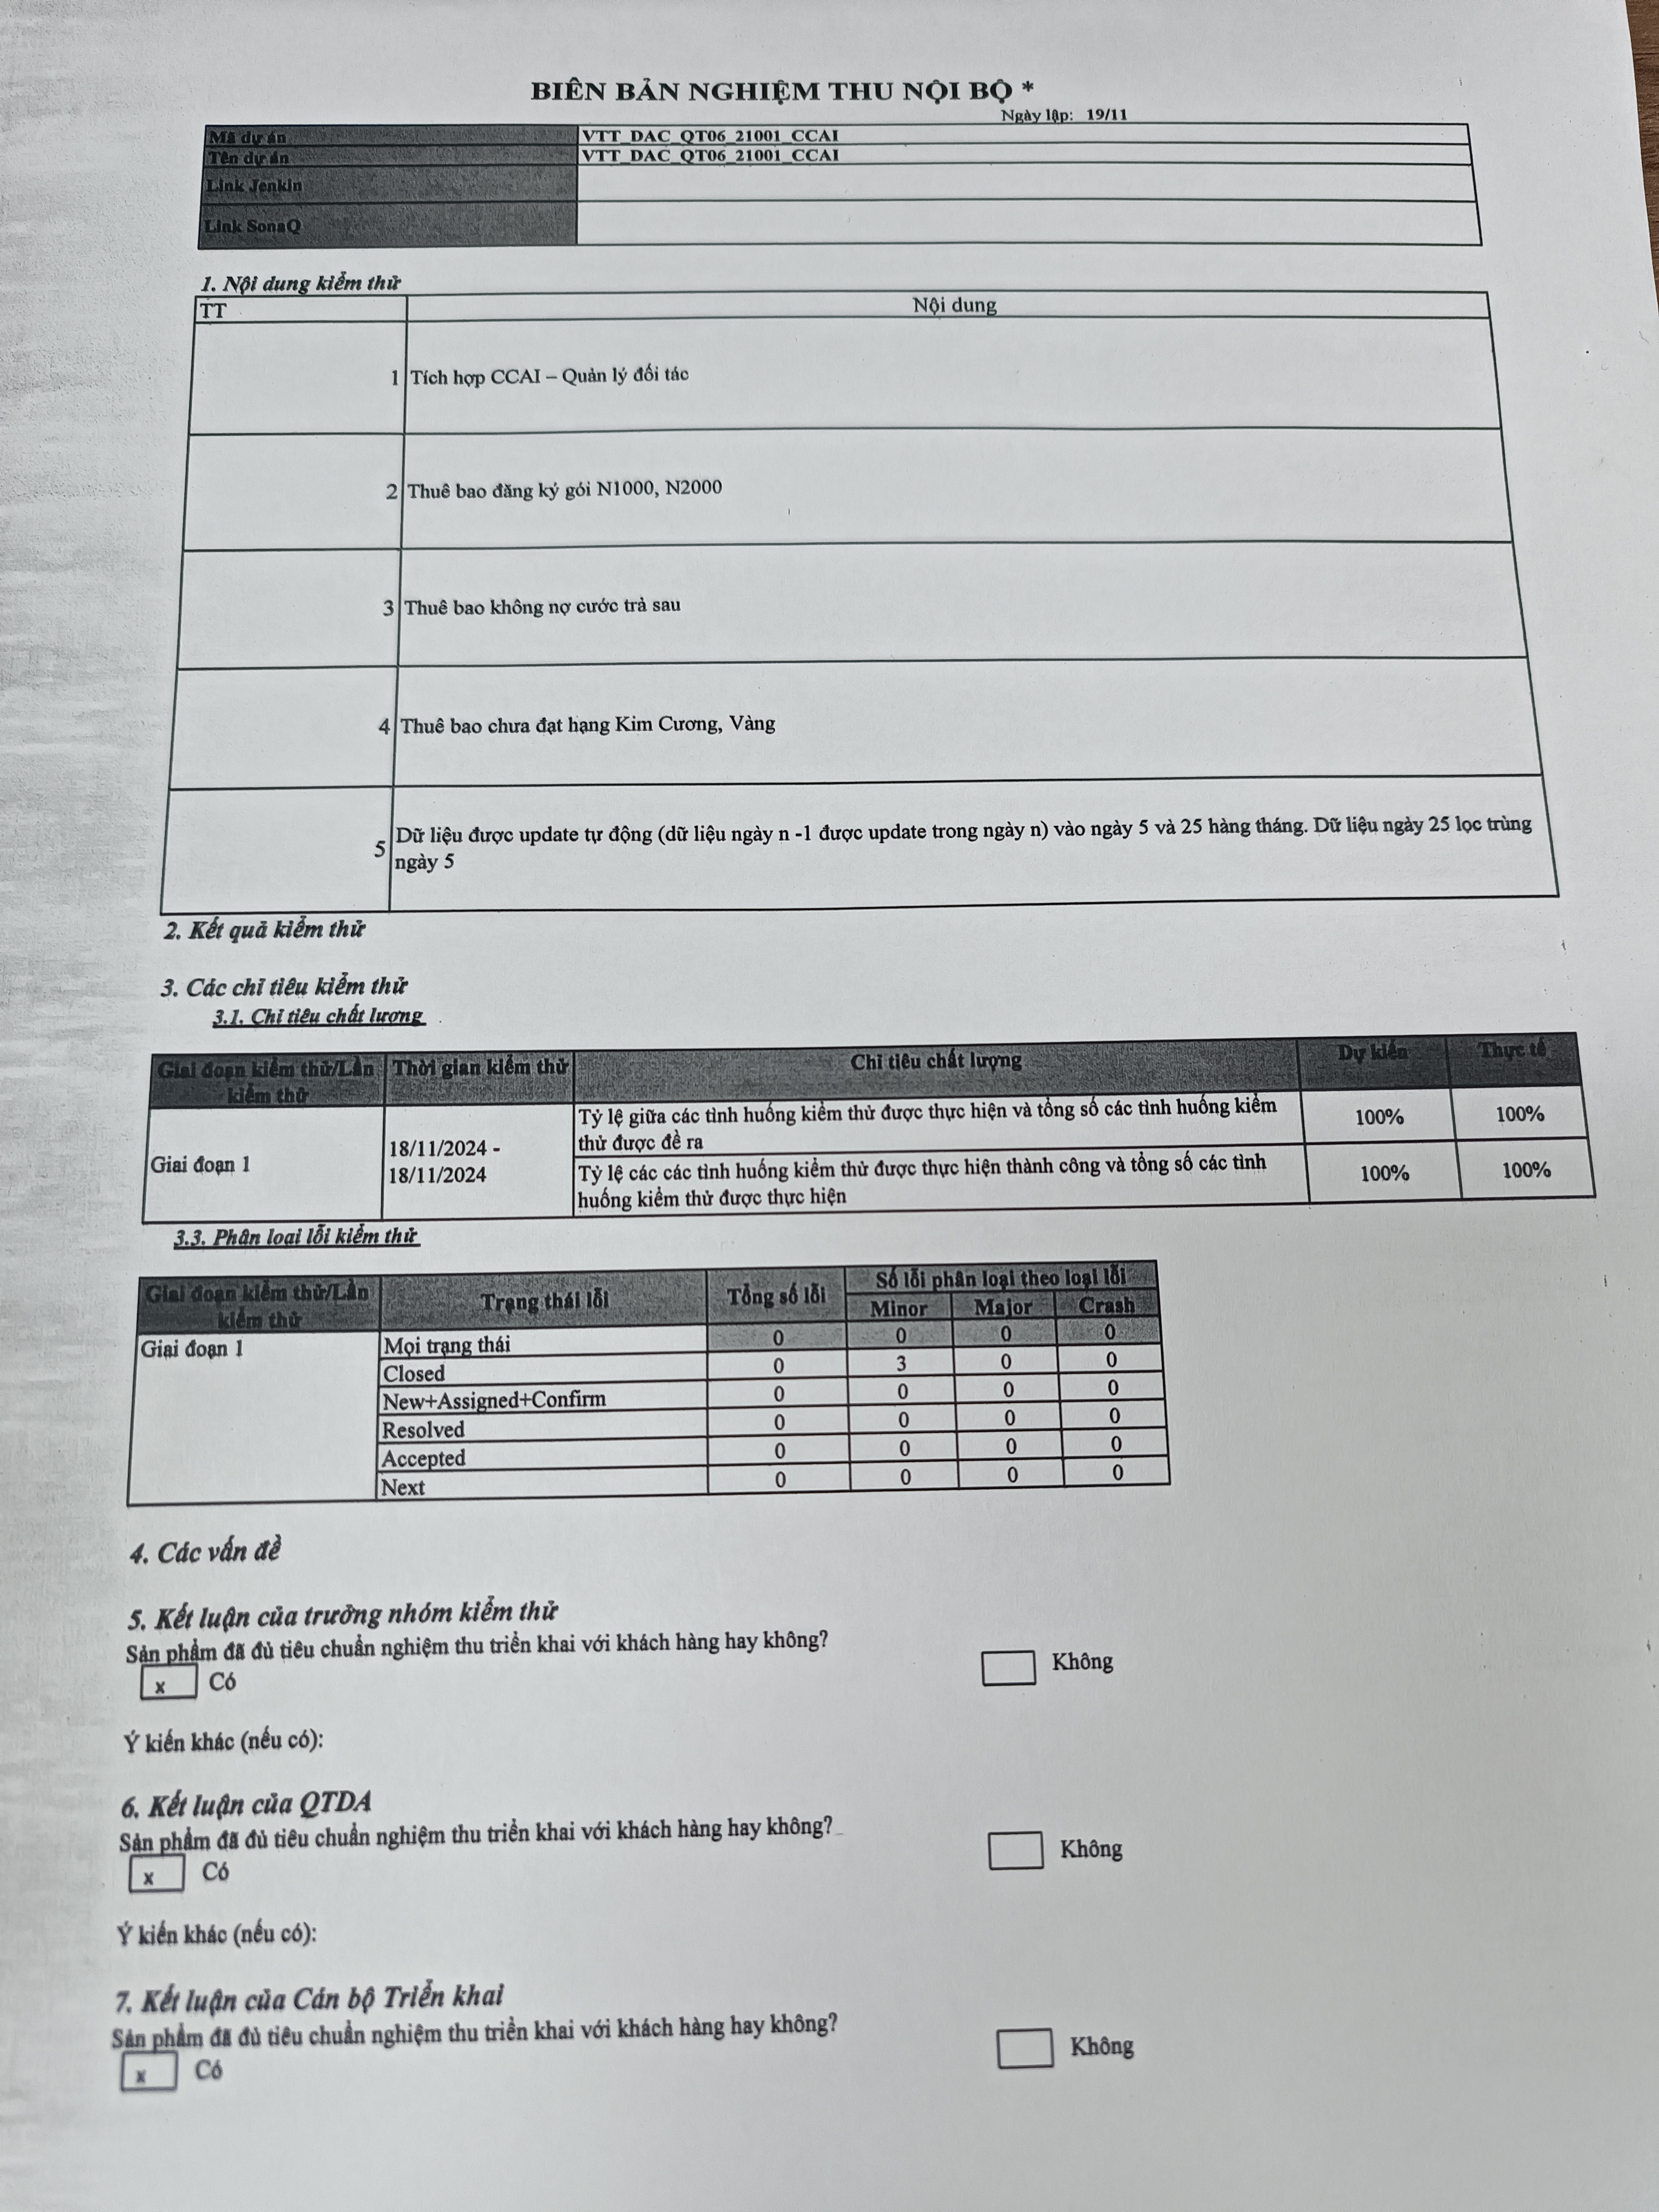 BIÊN BẢN NGHIỆM THU NỘI BỘ *
Ngày lập: 19/11
Mã dự án VTT_DAC_QT06_21001_CCAI
Tên dự án VTT_DAC_QT06_21001_CCAI
Link Jenkin
Link SonaQ
1. Nội dung kiểm thử
TT Nội dung
1 Tích hợp CCAI – Quản lý đối tác
2 Thuê bao đăng ký gói N1000, N2000
3 Thuê bao không nợ cước trả sau
4 Thuê bao chưa đạt hạng Kim Cương, Vàng
5 Dữ liệu được update tự động (dữ liệu ngày n -1 được update trong ngày n) vào ngày 5 và 25 hàng tháng. Dữ liệu ngày 25 lọc trùng
ngày 5
2. Kết quả kiểm thử
3. Các chỉ tiêu kiểm thử
3.1. Chỉ tiêu chất lượng
Giai đoạn kiểm thử/Lần kiểm thử Thời gian kiểm thử Chỉ tiêu chất lượng Dự kiến Thực tế
Giai đoạn 1 18/11/2024 - 18/11/2024
Tỷ lệ giữa các tình huống kiểm thử được thực hiện và tổng số các tình huống kiểm
thử được đề ra 100% 100%
Tỷ lệ các các tình huống kiểm thử được thực hiện thành công và tổng số các tình
huống kiểm thử được thực hiện 100% 100%
3.3. Phân loại lỗi kiểm thử
Giai đoạn kiểm thử/Lần kiểm thử Trạng thái lỗi Tổng số lỗi Số lỗi phân loại theo loại lỗi
Minor Major Crash
Giai đoạn 1 Mọi trạng thái 0 0 0 0
Closed 0 3 0 0
New+Assigned+Confirm 0 0 0 0
Resolved 0 0 0 0
Accepted 0 0 0 0
Next 0 0 0 0
4. Các vấn đề
5. Kết luận của trưởng nhóm kiểm thử
Sản phẩm đã đủ tiêu chuẩn nghiệm thu triển khai với khách hàng hay không?
x Có Không
Ý kiến khác (nếu có):
6. Kết luận của QTDA
Sản phẩm đã đủ tiêu chuẩn nghiệm thu triển khai với khách hàng hay không?
x Có Không
Ý kiến khác (nếu có):
7. Kết luận của Cán bộ Triển khai
Sản phẩm đã đủ tiêu chuẩn nghiệm thu triển khai với khách hàng hay không?
x Có Không